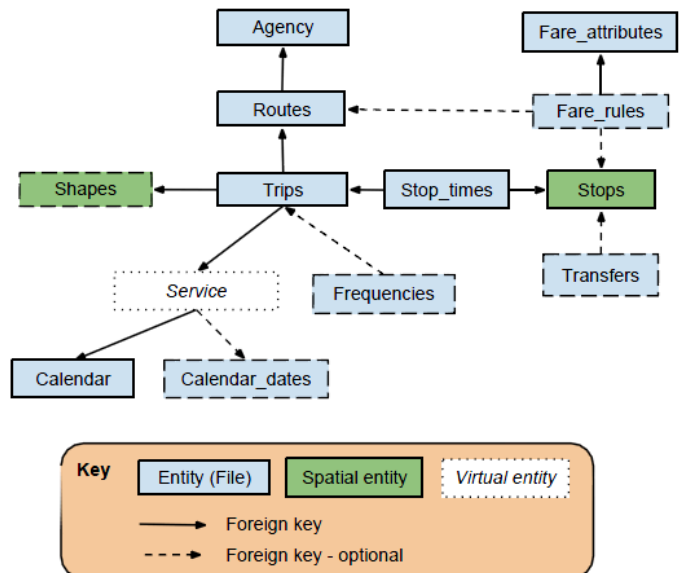 Agency
Fare_attributes
Routes
Fare_rules
Shapes
Trips
Stop_times
Stops
Service
Frequencies
Transfers
Calendar
Calendar_dates
Key
Entity (File)
Spatial entity
Virtual entity
Foreign key
Foreign key - optional